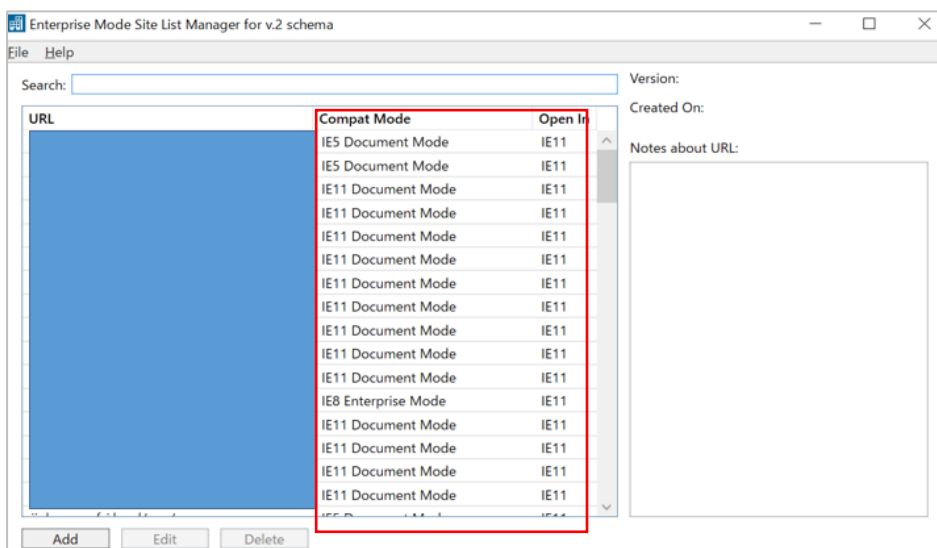 Enterprise Mode Site List Manager for v.2 schema
File Help
Search:
Version:
Created On:
Notes about URL:
URL Compat Mode Open In
IE5 Document Mode IE11
IE5 Document Mode IE11
IE11 Document Mode IE11
IE11 Document Mode IE11
IE11 Document Mode IE11
IE11 Document Mode IE11
IE11 Document Mode IE11
IE11 Document Mode IE11
IE11 Document Mode IE11
IE11 Document Mode IE11
IE11 Document Mode IE11
IE8 Enterprise Mode IE11
IE11 Document Mode IE11
IE11 Document Mode IE11
IE11 Document Mode IE11
IE11 Document Mode IE11
Add Edit Delete